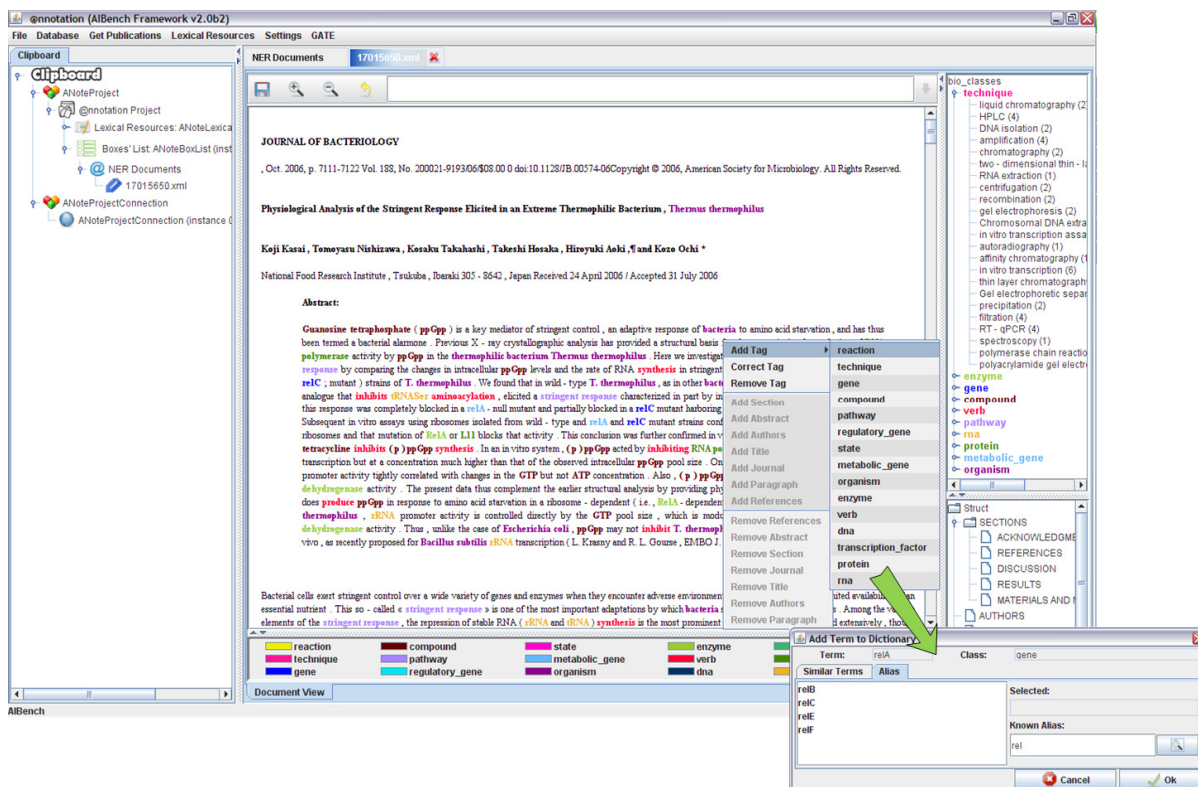 @nnotation (AIBench Framework v2.0b2)
File Database Get Publications Lexical Resources Settings GATE
Clipboard
Clipboard
ANoteProject
@nnotation Project
Lexical Resources: ANoteLexica
Boxes' List: ANoteBoxList (inst
NER Documents
17015650.xml
ANoteProjectConnection
ANoteProjectConnection (instance 0
NER Documents 17015650.xml
JOURNAL OF BACTERIOLOGY
, Oct. 2006, p. 7111-7122 Vol. 188, No. 200021-9193/06/$08.00 0 doi:10.1128/JB.00574-06Copyright © 2006, American Society for Microbiology. All Rights Reserved.
Physiological Analysis of the Stringent Response Elicited in an Extreme Thermophilic Bacterium , Thermus thermophilus
Koji Kasai , Tomoyasu Nishizawa , Kosaku Takahashi , Takeshi Hosaka , Hiroyuki Aoki ,¶ and Kozo Ochi *
National Food Research Institute , Tsukuba , Ibaraki 305 - 8642 , Japan Received 24 April 2006 / Accepted 31 July 2006
Abstract:
Guanosine tetraphosphate ( ppGpp ) is a key mediator of stringent control , an adaptive response of bacteria to amino acid starvation , and has thus
been termed a bacterial alarmone . Previous X - ray crystallographic analysis has provided a structural basis
polymerase activity by ppGpp in the thermophilic bacterium Thermus thermophilus . Here we investigat
response by comparing the changes in intracellular ppGpp levels and the rate of RNA synthesis in stringent
relC ; mutant ) strains of T. thermophilus . We found that in wild - type T. thermophilus , as in other bact
analogue that inhibits tRNASer aminoacylation , elicited a stringent response characterized in part by in
this response was completely blocked in a relA - null mutant and partially blocked in a relC mutant harboring
Subsequent in vitro assays using ribosomes isolated from wild - type and relA and relC mutant strains conf
ribosomes and that mutation of RelA or L11 blocks that activity . This conclusion was further confirmed in v
tetracycline inhibits ( p ) ppGpp synthesis . In an in vitro system , ( p ) ppGpp acted by inhibiting RNA po
transcription but at a concentration much higher than that of the observed intracellular ppGpp pool size . On
promoter activity tightly correlated with changes in the GTP but not ATP concentration . Also , ( p ) ppGp
dehydrogenase activity . The present data thus complement the earlier structural analysis by providing phy
does produce ppGpp in response to amino acid starvation in a ribosome - dependent ( i.e. , RelA - dependent
thermophilus , rRNA promoter activity is controlled directly by the GTP pool size , which is modu
dehydrogenase activity . Thus , unlike the case of Escherichia coli , ppGpp may not inhibit T. thermoph
vivo , as recently proposed for Bacillus subtilis rRNA transcription ( L. Krasny and R. L. Gourse , EMBO J.
Bacterial cells exert stringent control over a wide variety of genes and enzymes when they encounter adverse environment
uted availabil an
essential nutrient . This so - called « stringent response » is one of the most important adaptations by which bacteria s . Among the v
elements of the stringent response , the repression of stable RNA ( rRNA and tRNA ) synthesis is the most prominent d extensively , thou
Add Tag
Correct Tag
Remove Tag
Add Section
Add Abstract
Add Authors
Add Title
Add Journal
Add Paragraph
Add References
Remove References
Remove Abstract
Remove Section
Remove Journal
Remove Title
Remove Authors
Remove Paragraph
reaction
technique
gene
compound
pathway
regulatory_gene
state
metabolic_gene
organism
enzyme
verb
dna
transcription_factor
protein
rna
bio_classes
technique
liquid chromatography (2)
HPLC (4)
DNA isolation (2)
amplification (4)
chromatography (2)
two - dimensional thin - la
RNA extraction (1)
centrifugation (2)
recombination (2)
gel electrophoresis (2)
Chromosomal DNA extra
in vitro transcription assa
autoradiography (1)
affinity chromatography (1
in vitro transcription (6)
thin layer chromatograph
Gel electrophoretic separ
precipitation (2)
filtration (4)
RT - qPCR (4)
spectroscopy (1)
polymerase chain reactio
polyacrylamide gel electr
enzyme
gene
compound
verb
pathway
rna
protein
metabolic_gene
organism
Struct
SECTIONS
ACKNOWLEDGME
REFERENCES
DISCUSSION
RESULTS
MATERIALS AND M
AUTHORS
reaction compound state enzyme
technique pathway metabolic_gene verb
gene regulatory_gene organism dna
Document View
AIBench
Add Term to Dictionary
Term: relA Class: gene
Similar Terms Alias
relB
relC
relE
relF
Selected:
Known Alias:
rel
Cancel Ok